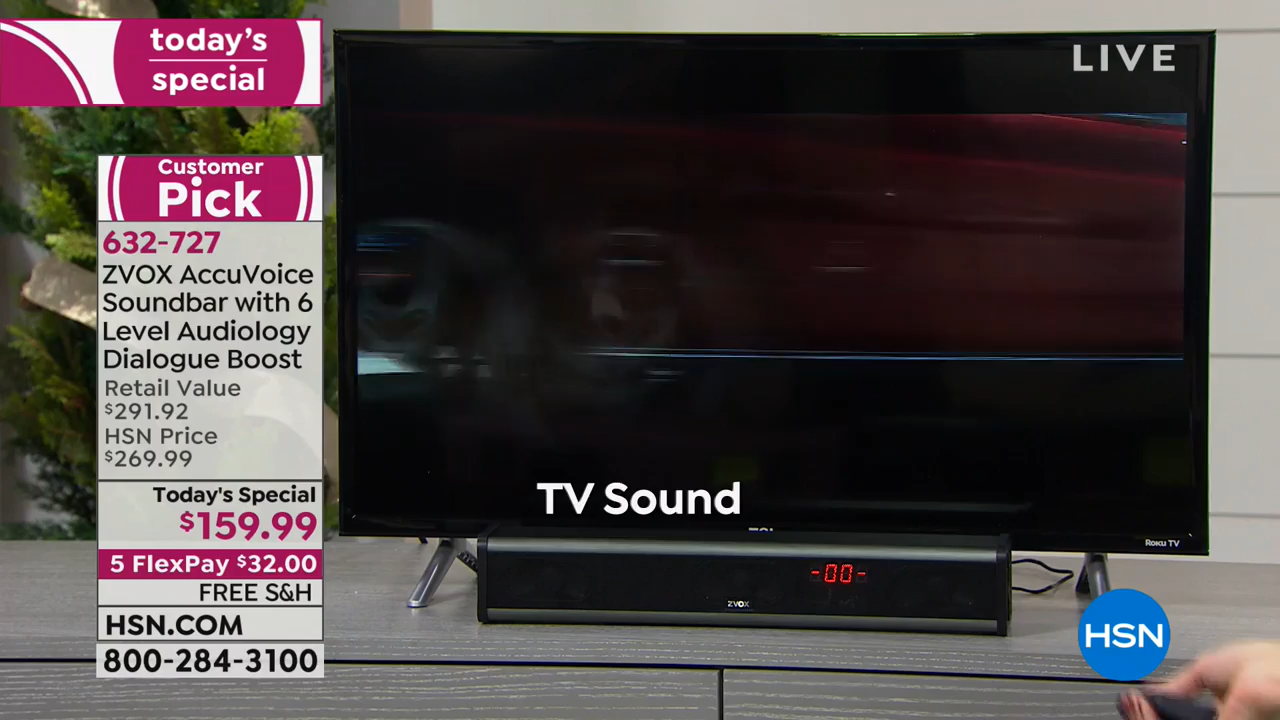 today's
special
LIVE
Customer
Pick
632-727
ZVOX AccuVoice
Soundbar with 6
Level Audiology
Dialogue Boost
Retail Value
$291.92
HSN Price
$269.99
Today's Special
$159.99
5 FlexPay $32.00
FREE S&H
HSN.COM
800-284-3100
TV Sound
TCL
Roku TV
-00-
ZVOX
HSN